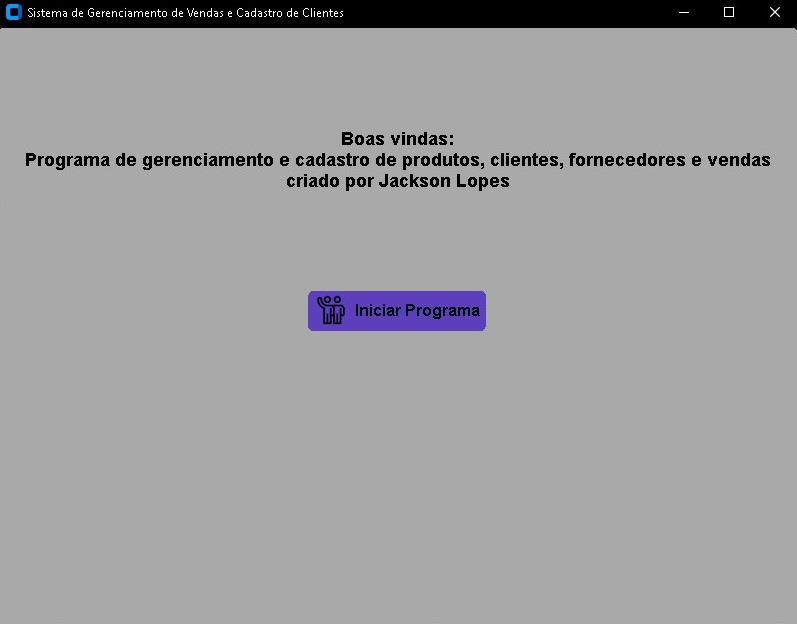 Sistema de Gerenciamento de Vendas e Cadastro de Clientes
Boas vindas:
Programa de gerenciamento e cadastro de produtos, clientes, fornecedores e vendas
criado por Jackson Lopes
Iniciar Programa